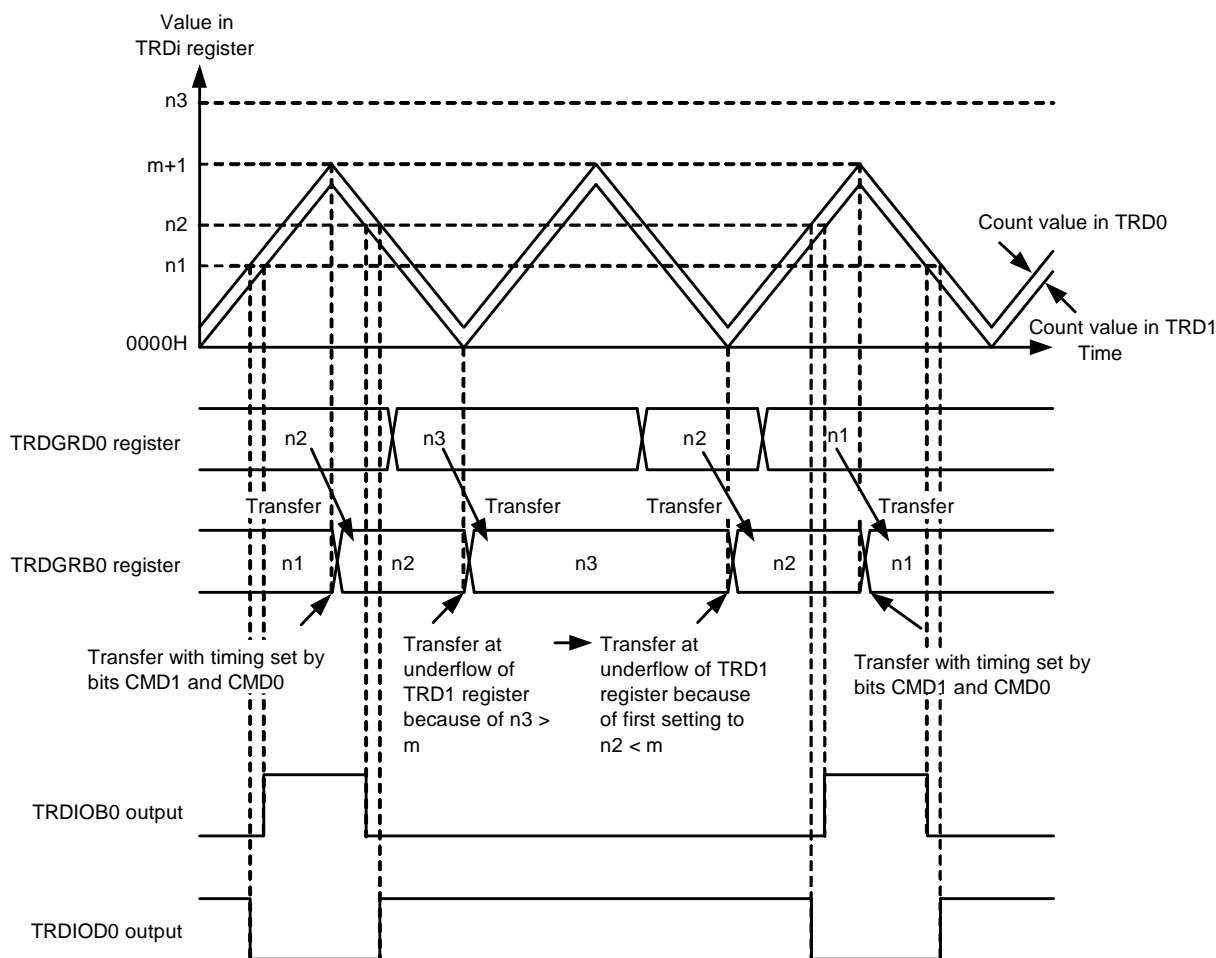 Value in
TRDi register
n3
m+1
n2
n1
0000H
Count value in TRD0
Count value in TRD1
Time
TRDGRD0 register
n2
n3
n2
n1
Transfer
Transfer
Transfer
Transfer
TRDGRB0 register
n1
n2
n3
n2
n1
Transfer with timing set by
bits CMD1 and CMD0
Transfer at
underflow of
TRD1 register
because of n3 >
m
Transfer at
underflow of TRD1
register because
of first setting to
n2 < m
Transfer with timing set by
bits CMD1 and CMD0
TRDIOB0 output
TRDIOD0 output